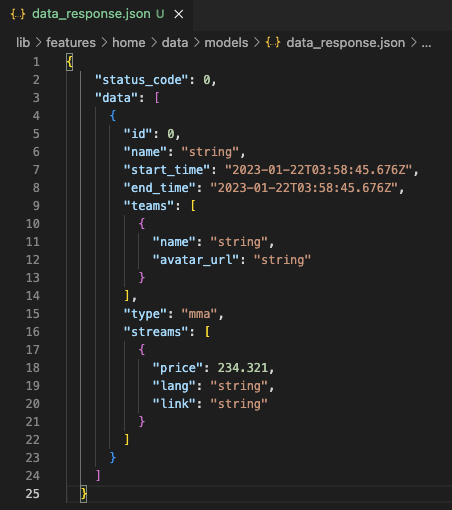 {..} data_response.json U ×
lib > features > home > data > models > {..} data_response.json > ...
1 {
2 "status_code": 0,
3 "data": [
4 {
5 "id": 0,
6 "name": "string",
7 "start_time": "2023-01-22T03:58:45.676Z",
8 "end_time": "2023-01-22T03:58:45.676Z",
9 "teams": [
10 {
11 "name": "string",
12 "avatar_url": "string"
13 }
14 ],
15 "type": "mma",
16 "streams": [
17 {
18 "price": 234.321,
19 "lang": "string",
20 "link": "string"
21 }
22 ]
23 }
24 ]
25 }